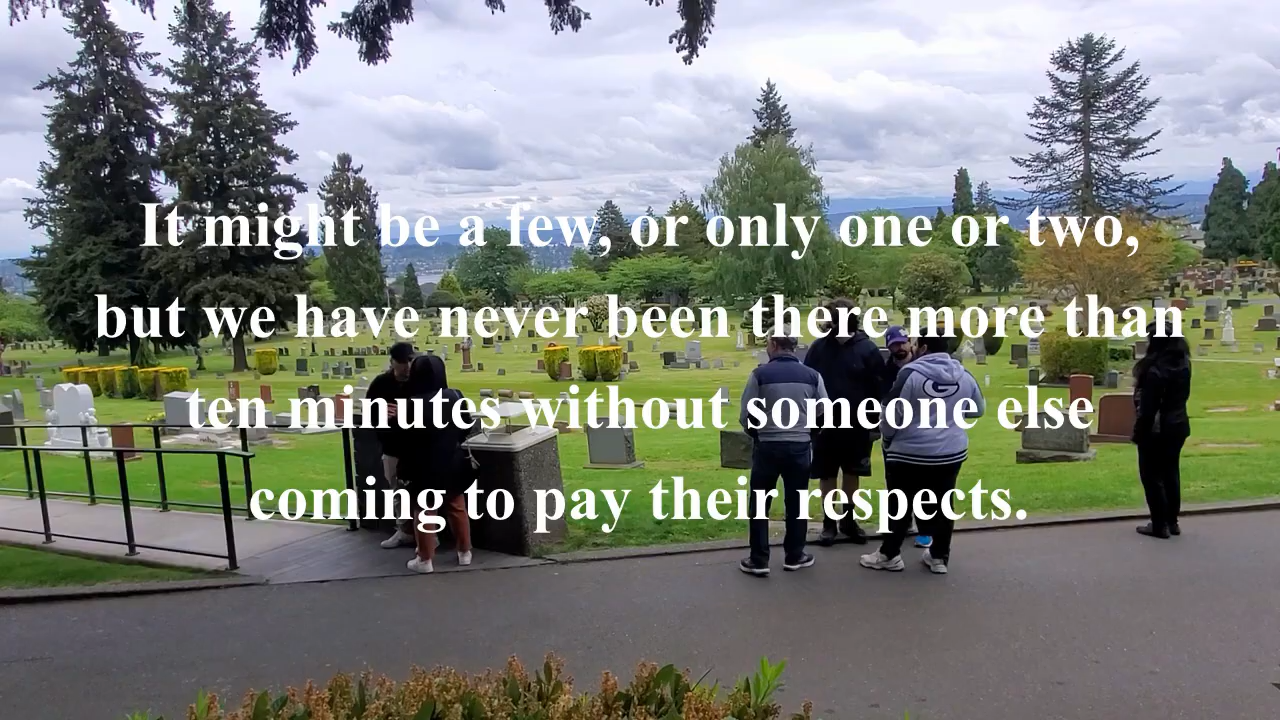 It might be a few, or only one or two,
but we have never been there more than
ten minutes without someone else
coming to pay their respects.
G